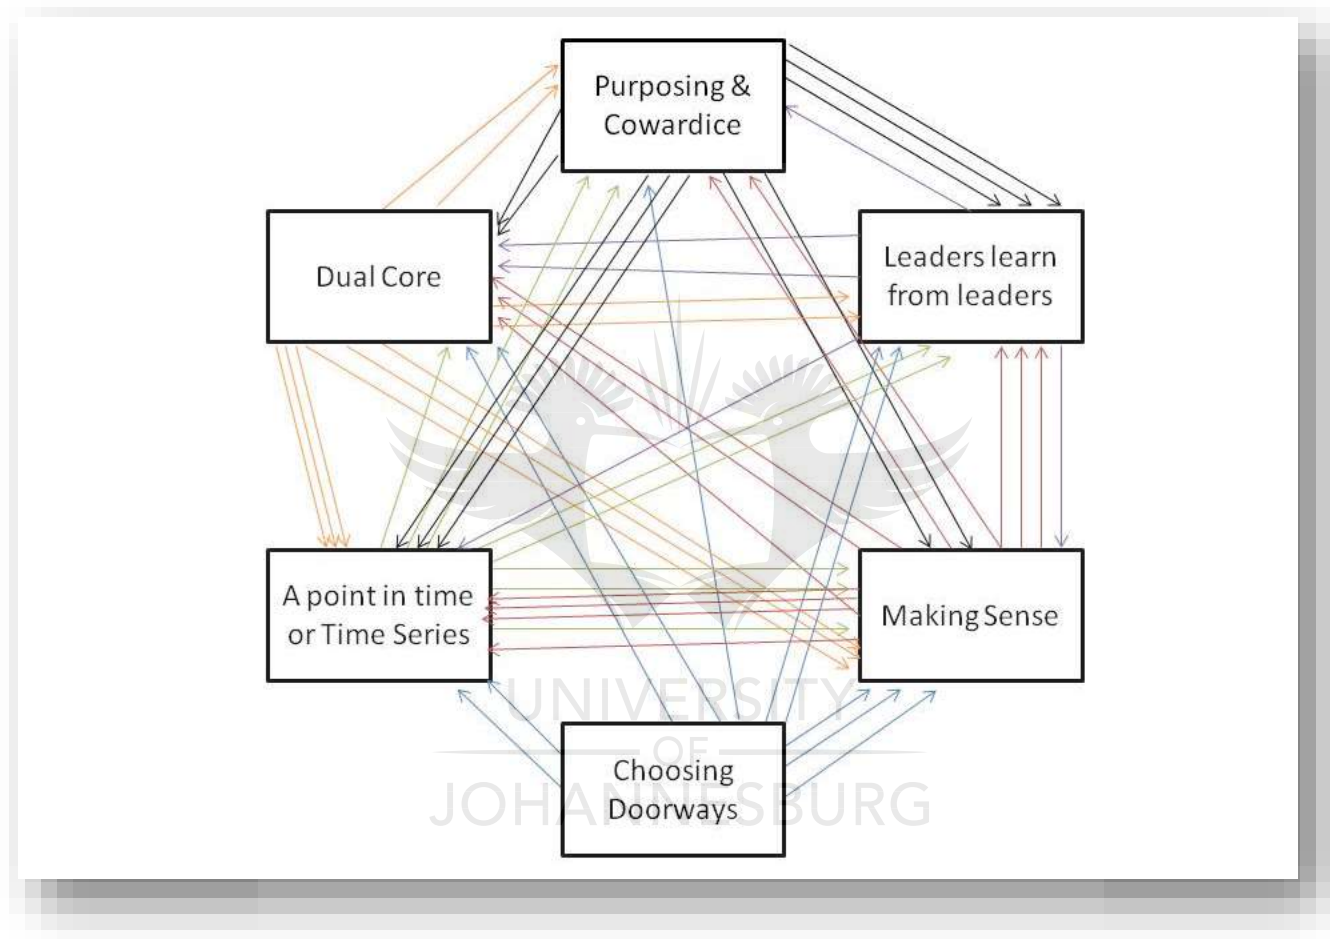 Purposing &
Cowardice
Dual Core
Leaders learn
from leaders
A point in time
or Time Series
Making Sense
UNIVERSITY
OF
JOHANNESBURG
Choosing
Doorways